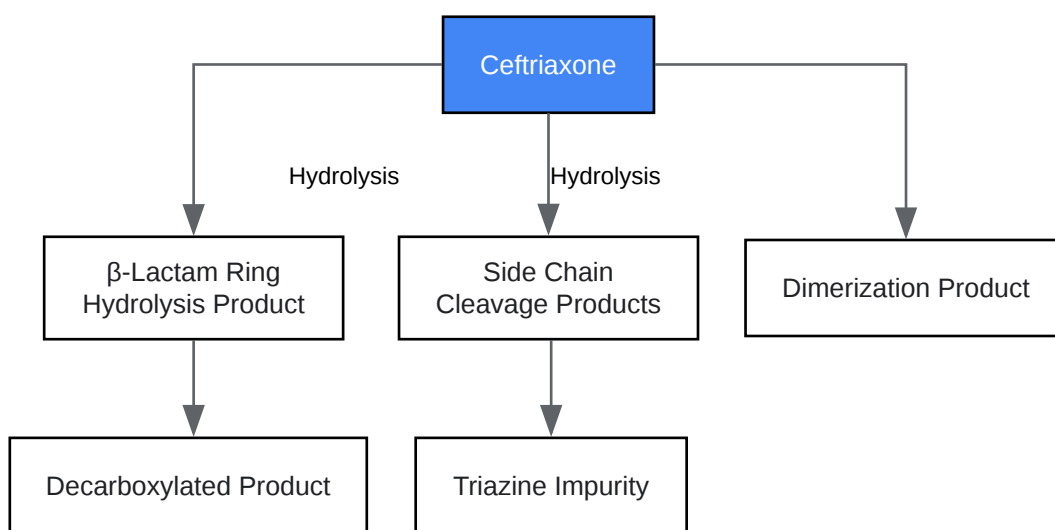 Ceftriaxone
Hydrolysis
Hydrolysis
β-Lactam Ring
Hydrolysis Product
Side Chain
Cleavage Products
Dimerization Product
Decarboxylated Product
Triazine Impurity